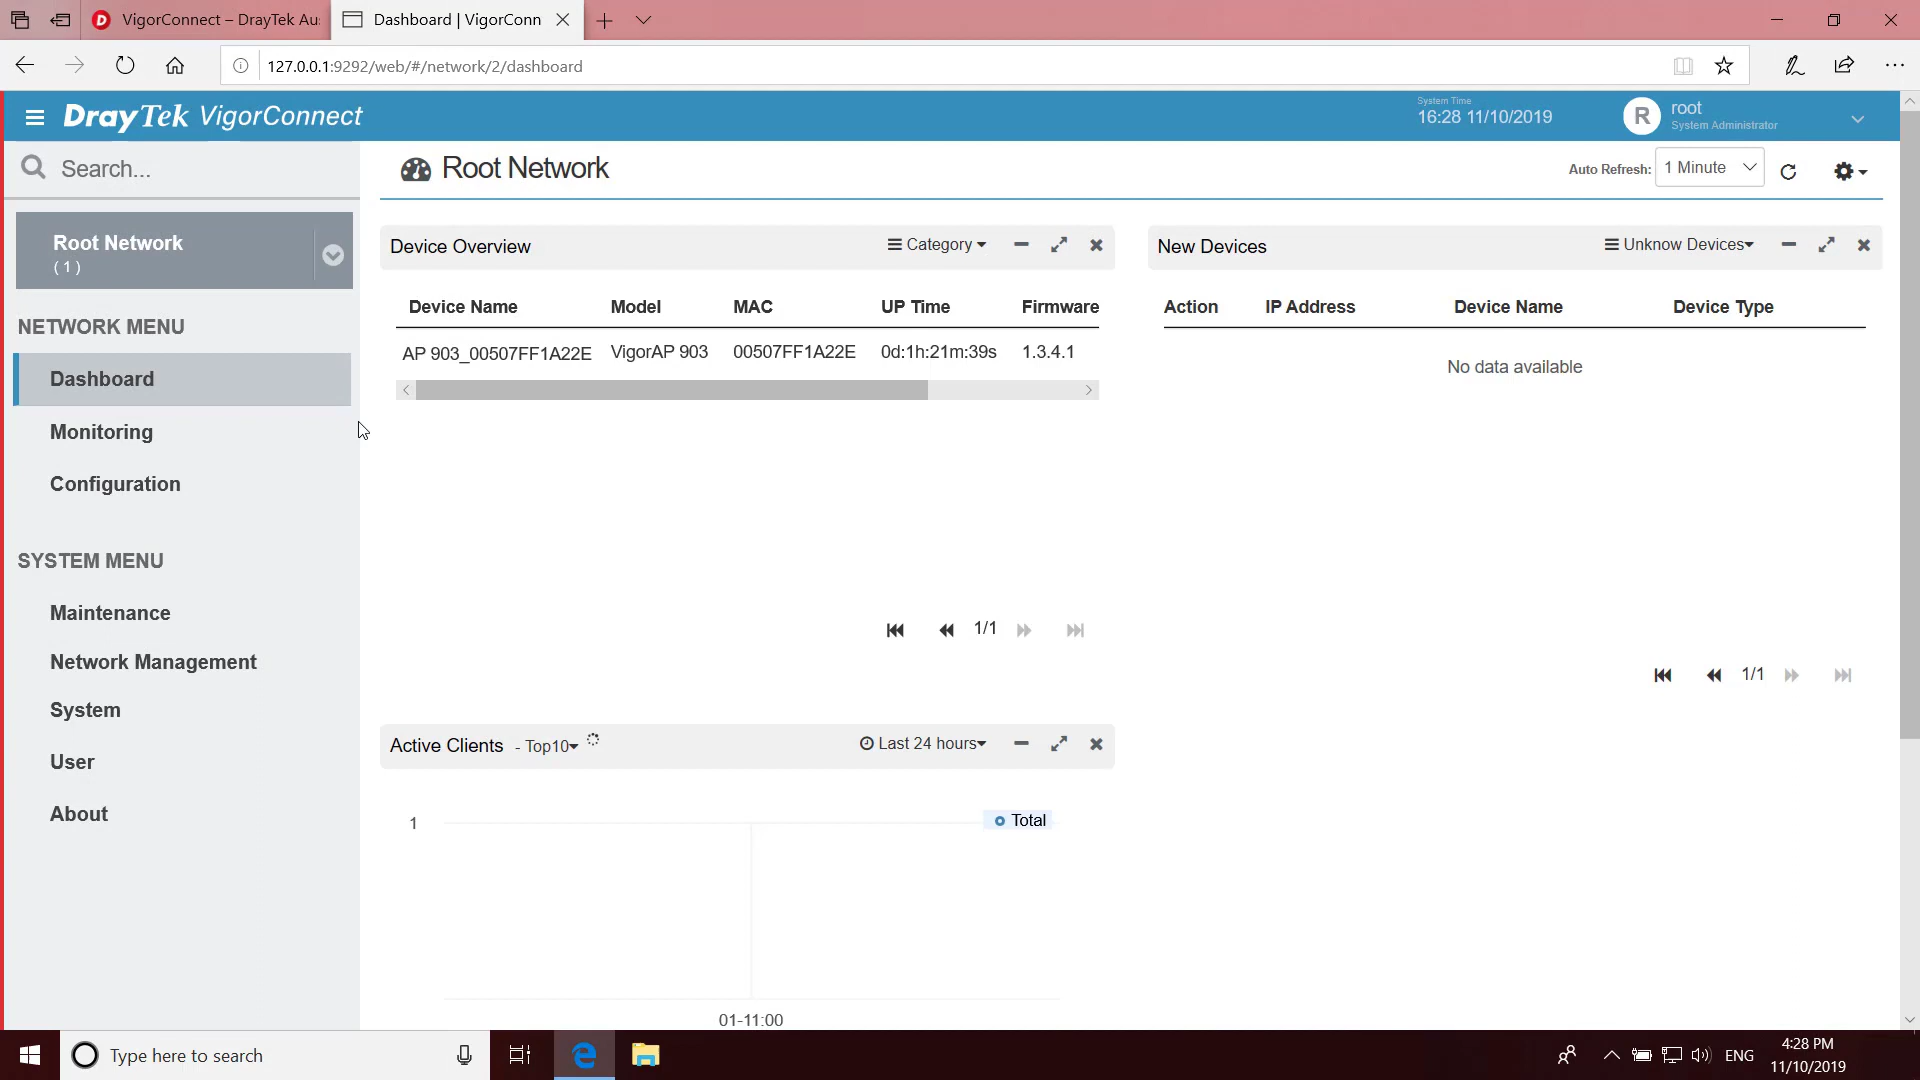 VigorConnect – DrayTek Aus
Dashboard | VigorConn
127.0.0.1:9292/web/#/network/2/dashboard
DrayTek VigorConnect
System Time
16:28 11/10/2019
R
root
System Administrator
Search...
Root Network
Auto Refresh:
1 Minute
Root Network
( 1 )
NETWORK MENU
Dashboard
Monitoring
Configuration
SYSTEM MENU
Maintenance
Network Management
System
User
About
Device Overview
Category
Device Name Model MAC UP Time Firmware
AP 903_00507FF1A22E VigorAP 903 00507FF1A22E 0d:1h:21m:39s 1.3.4.1
1/1
New Devices
Unknow Devices
Action IP Address Device Name Device Type
No data available
1/1
Active Clients - Top10
Last 24 hours
1
Total
01-11:00
Type here to search
ENG
4:28 PM
11/10/2019